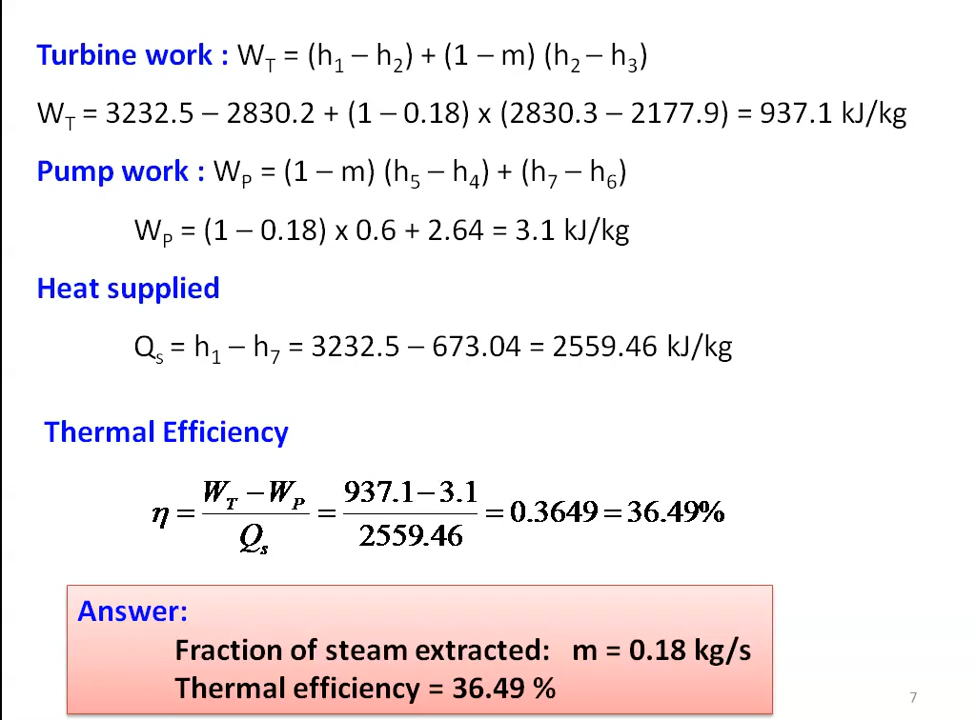 Turbine work : W_T = (h_1 – h_2) + (1 – m) (h_2 – h_3)
W_T = 3232.5 – 2830.2 + (1 – 0.18) x (2830.3 – 2177.9) = 937.1 kJ/kg
Pump work : W_P = (1 – m) (h_5 – h_4) + (h_7 – h_6)
W_P = (1 – 0.18) x 0.6 + 2.64 = 3.1 kJ/kg
Heat supplied
Q_s = h_1 – h_7 = 3232.5 – 673.04 = 2559.46 kJ/kg
Thermal Efficiency
η = (W_T – W_P) / Q_s = (937.1 – 3.1) / 2559.46 = 0.3649 = 36.49%
Answer:
Fraction of steam extracted: m = 0.18 kg/s
Thermal efficiency = 36.49 %
7